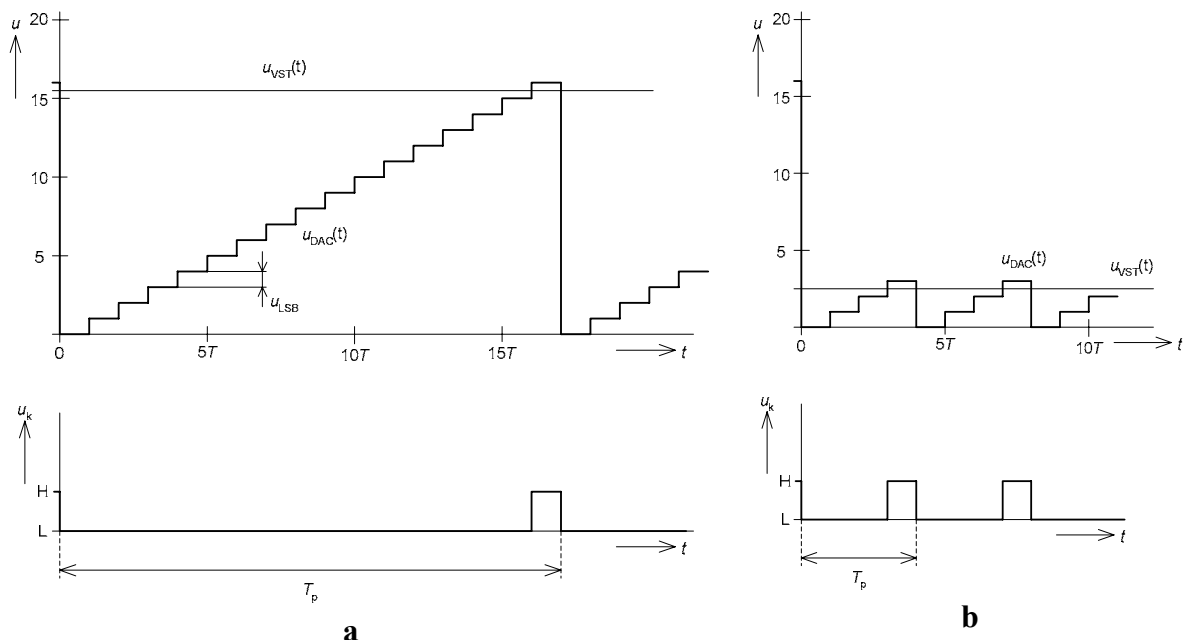 u
20
15
10
5
u_VST(t)
u_DAC(t)
u_LSB
0
5T
10T
15T
t
u_k
H
L
t
T_p
a
u
20
15
10
5
u_DAC(t)
u_VST(t)
0
5T
10T
t
u_k
H
L
t
T_p
b